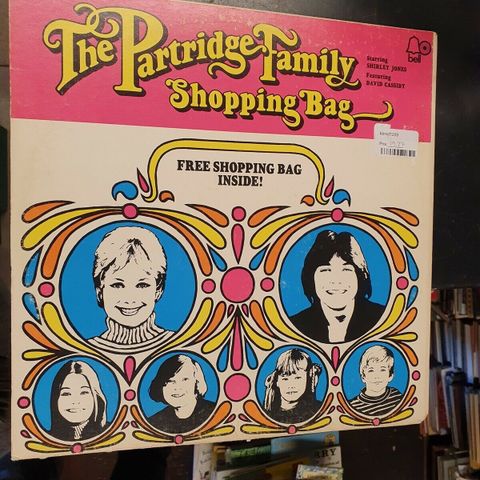 The Partridge Family
Shopping Bag
Starring
SHIRLEY JONES
Featuring
DAVID CASSIDY
bell
FREE SHOPPING BAG
INSIDE!